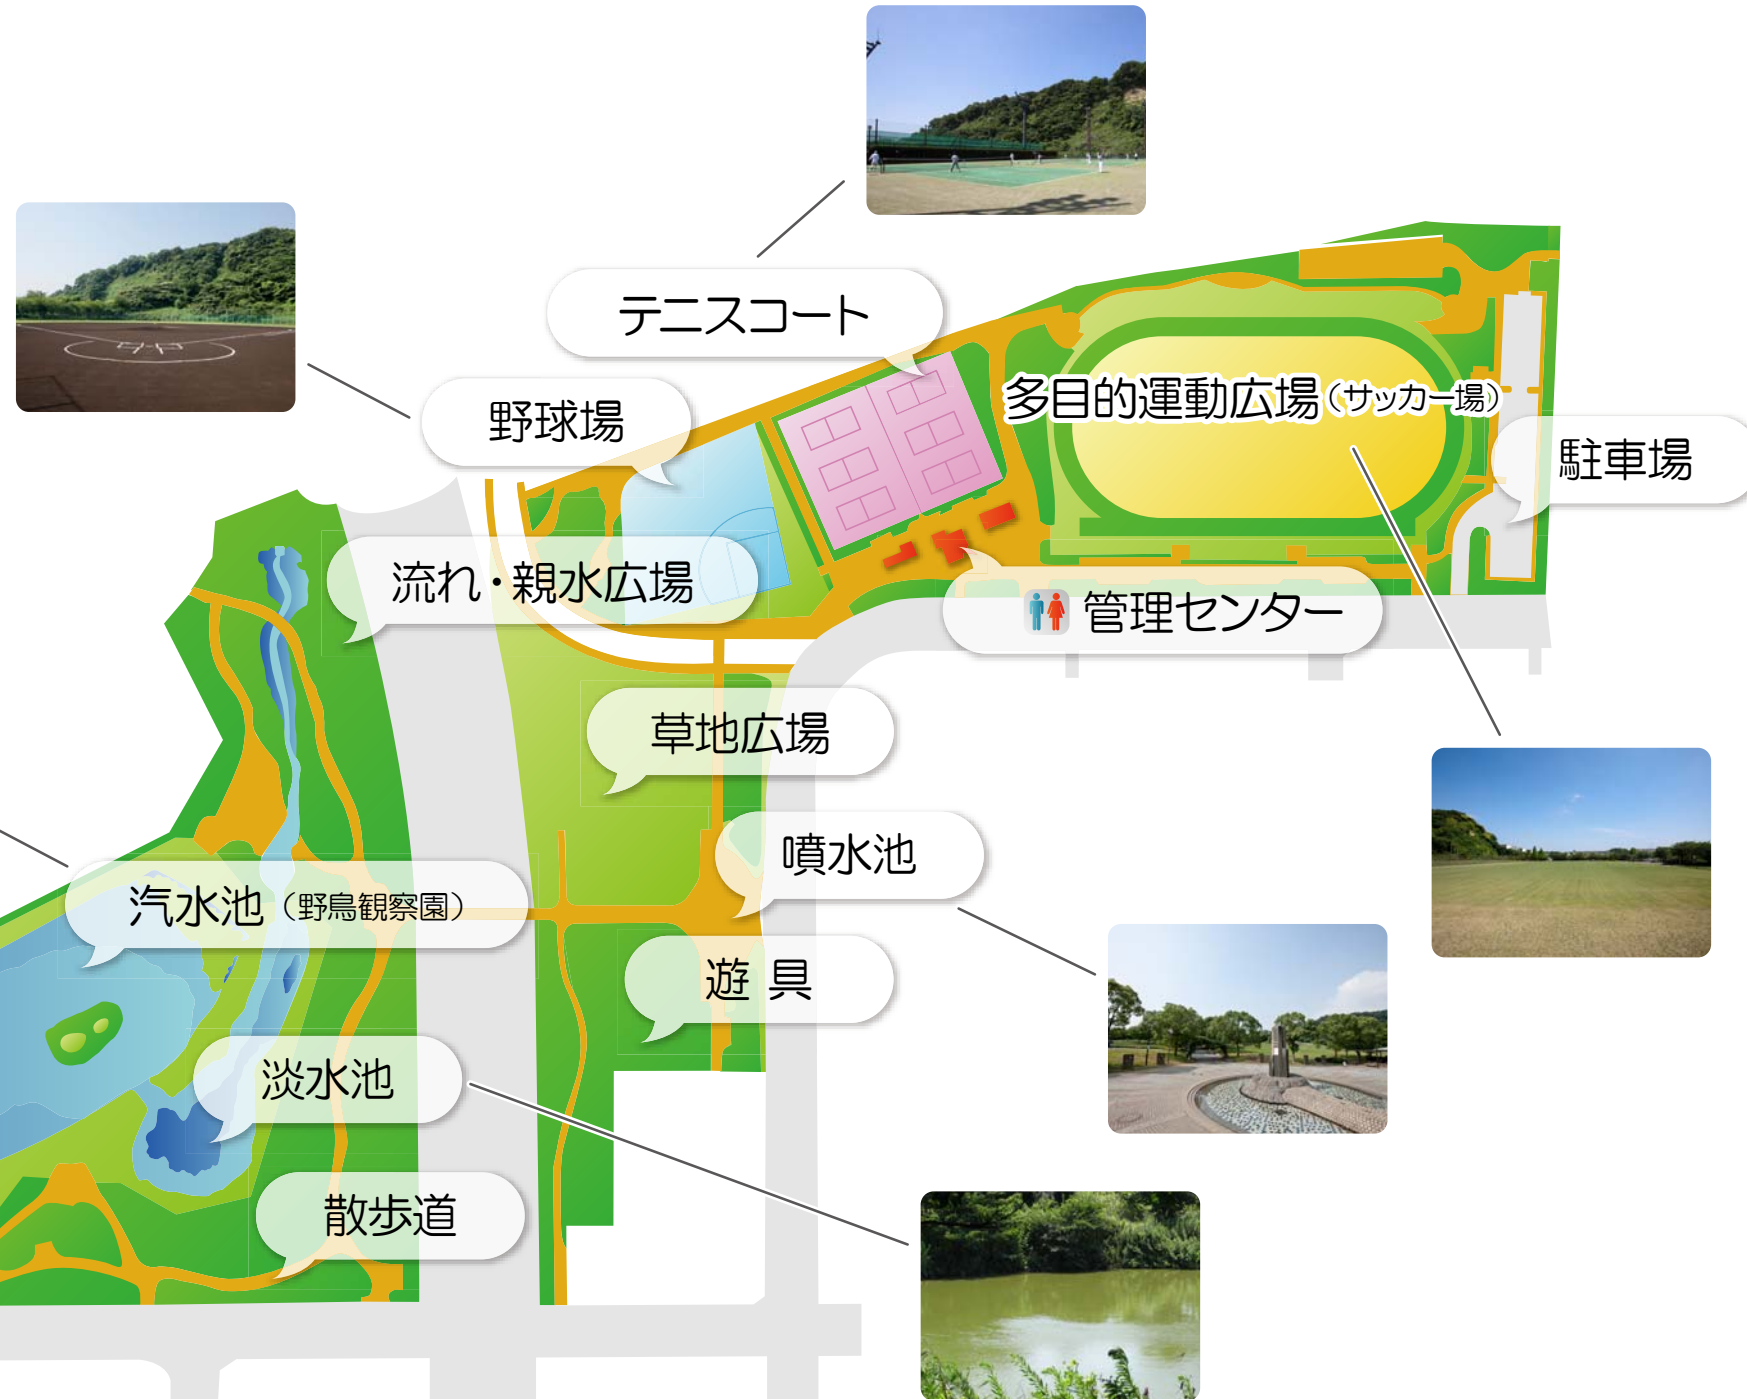 テニスコート
多目的運動広場（サッカー場）
野球場
駐車場
流れ・親水広場
管理センター
草地広場
噴水池
汽水池（野鳥観察園）
遊 具
淡水池
散歩道